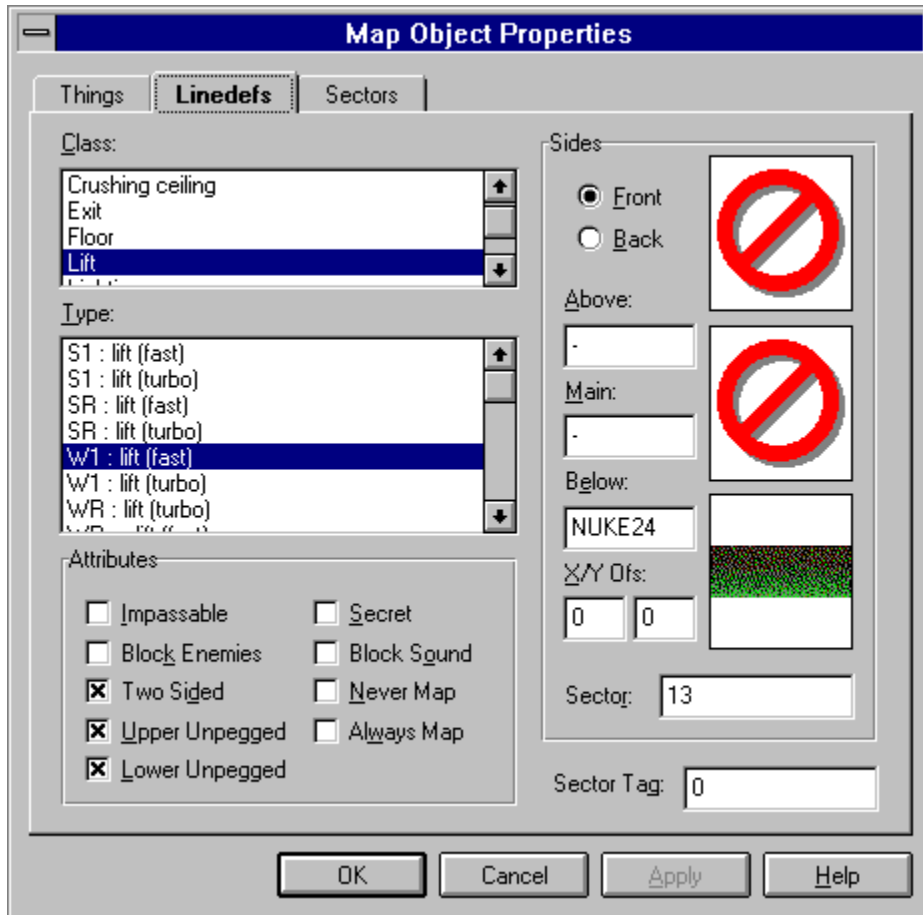 Map Object Properties
Things Linedefs Sectors
Class:
Crushing ceiling
Exit
Floor
Lift
Type:
S1 : lift (fast)
S1 : lift (turbo)
SR : lift (fast)
SR : lift (turbo)
W1 : lift (fast)
W1 : lift (turbo)
WR : lift (turbo)
Attributes
Impassable Secret
Block Enemies Block Sound
Two Sided Never Map
Upper Unpegged Always Map
Lower Unpegged
Sides
Front
Back
Above:
-
Main:
-
Below:
NUKE24
X/Y Ofs:
0 0
Sector: 13
Sector Tag: 0
OK Cancel Apply Help